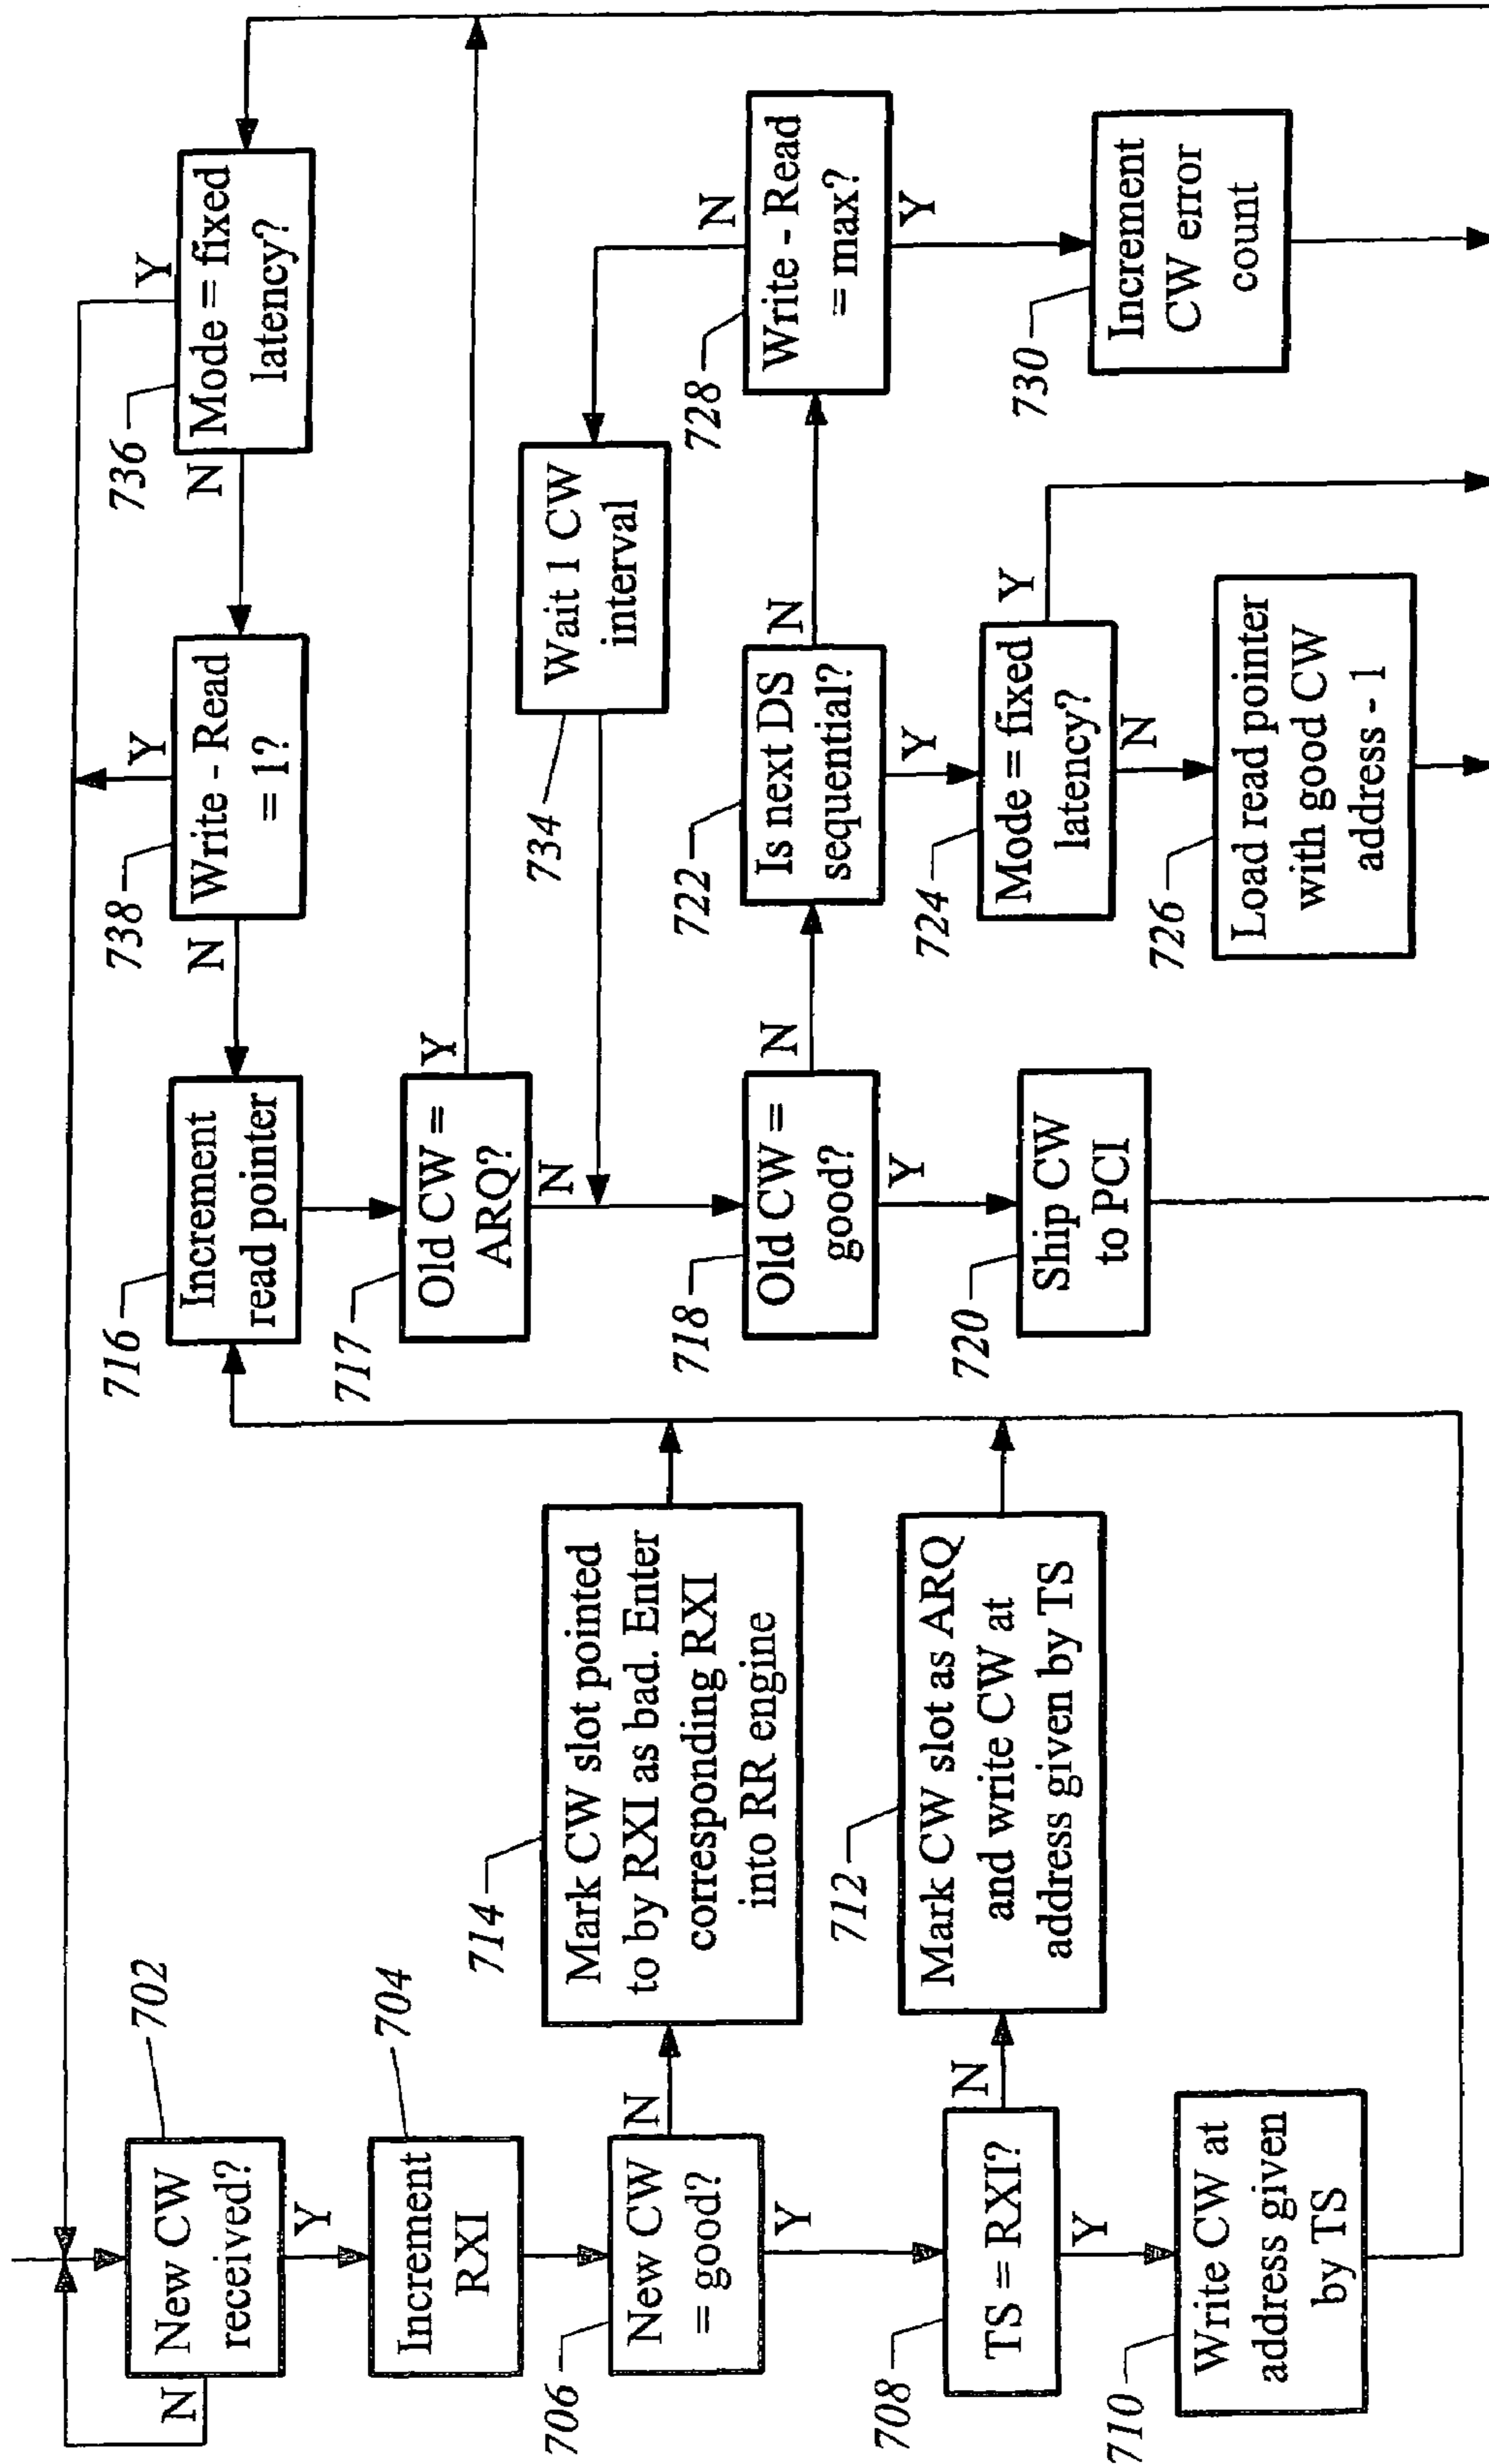 702
New CW
received?
N
Y
704
Increment
RXI
706
New CW
= good?
N
Y
708
TS = RXI?
N
Y
710
Write CW at
address given
by TS
714
Mark CW slot pointed
to by RXI as bad. Enter
corresponding RXI
into RR engine
712
Mark CW slot as ARQ
and write CW at
address given by TS
716
Increment
read pointer
717
Old CW =
ARQ?
Y
N
718
Old CW =
good?
N
Y
720
Ship CW
to PCI
738
Write - Read
= 1?
Y
N
736
Mode = fixed
latency?
Y
N
734
Wait 1 CW
interval
722
Is next DS
sequential?
N
Y
724
Mode = fixed
latency?
Y
N
726
Load read pointer
with good CW
address - 1
728
Write - Read
= max?
N
Y
730
Increment
CW error
count